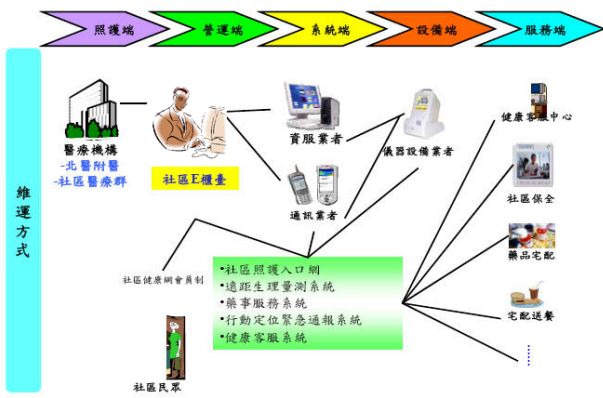 照護端
營運端
系統端
設備端
服務端
維運方式
醫療機構
-北醫附醫
-社區醫療群
社區E櫃臺
資服業者
通訊業者
儀器設備業者
健康客服中心
社區保全
藥品宅配
宅配送餐
社區健康網會員制
社區民眾
•社區照護入口網
•遠距生理量測系統
•藥事服務系統
•行動定位緊急通報系統
•健康客服系統